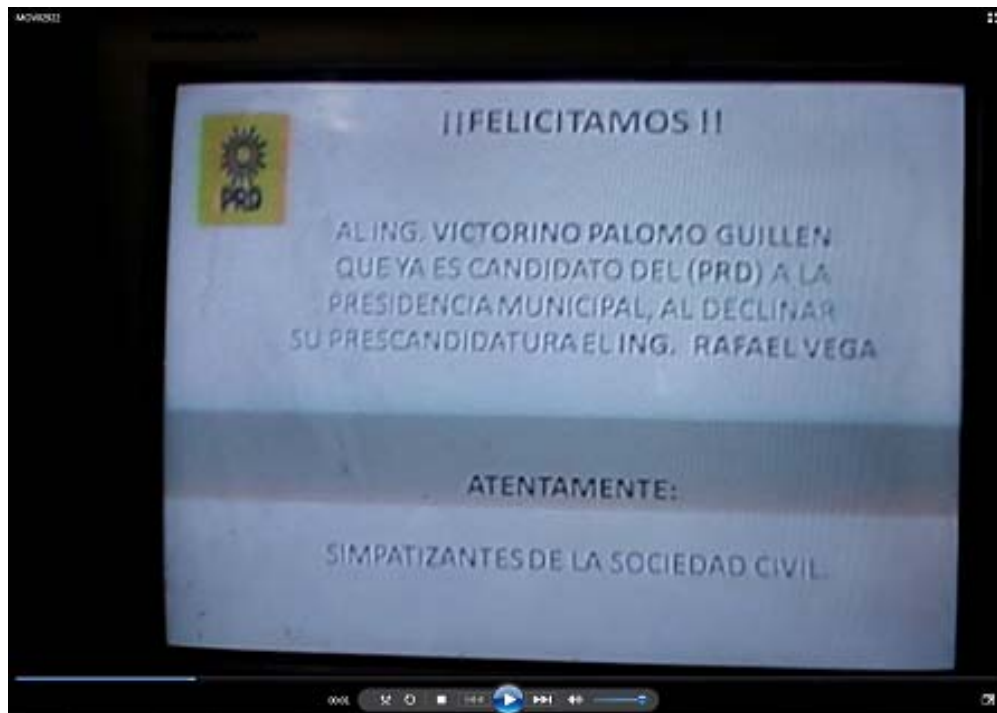 ¡¡FELICITAMOS !!
PRD
AL ING. VICTORINO PALOMO GUILLEN
QUE YA ES CANDIDATO DEL (PRD) A LA
PRESIDENCIA MUNICIPAL, AL DECLINAR
SU PRESCANDIDATURA EL ING. RAFAEL VEGA
ATENTAMENTE:
SIMPATIZANTES DE LA SOCIEDAD CIVIL.